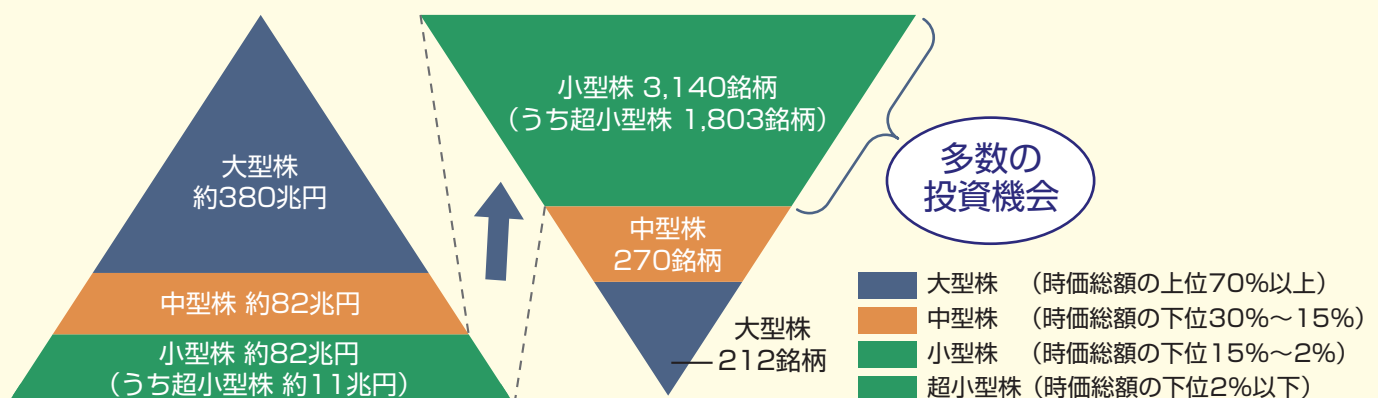 大型株
約380兆円
中型株 約82兆円
小型株 約82兆円
（うち超小型株 約11兆円）
小型株 3,140銘柄
（うち超小型株 1,803銘柄）
中型株
270銘柄
大型株
212銘柄
多数の
投資機会
大型株 （時価総額の上位70%以上）
中型株 （時価総額の下位30%～15%）
小型株 （時価総額の下位15%～2%）
超小型株（時価総額の下位2%以下）